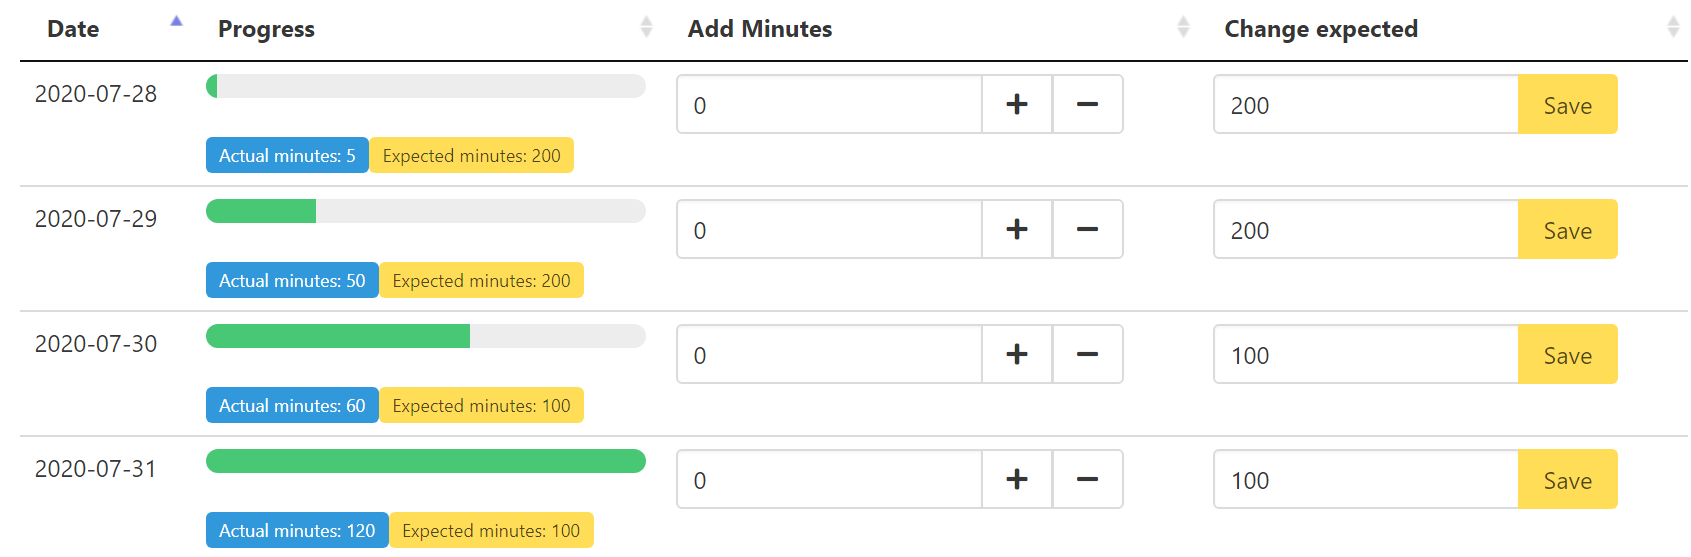 Date Progress Add Minutes Change expected
2020-07-28 0 + − 200 Save
Actual minutes: 5 Expected minutes: 200
2020-07-29 0 + − 200 Save
Actual minutes: 50 Expected minutes: 200
2020-07-30 0 + − 100 Save
Actual minutes: 60 Expected minutes: 100
2020-07-31 0 + − 100 Save
Actual minutes: 120 Expected minutes: 100